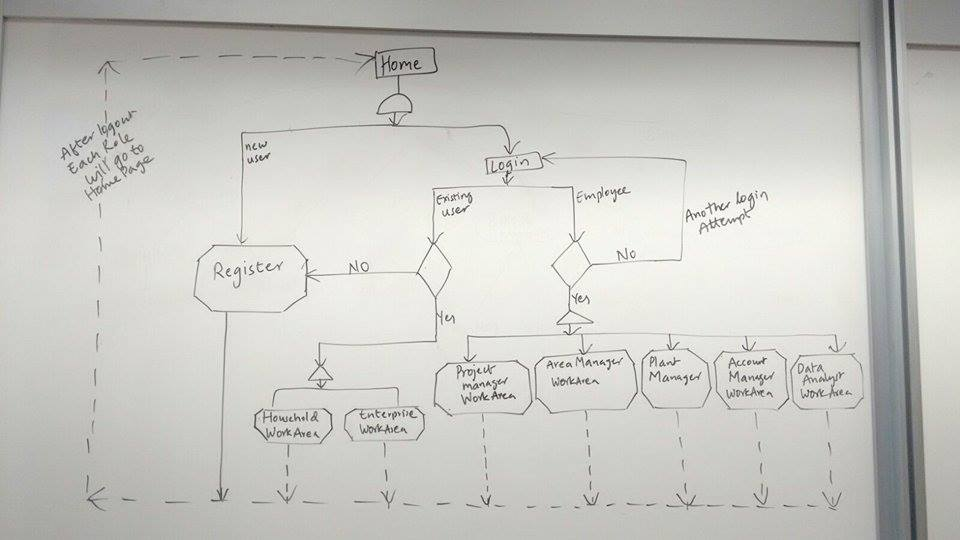 Home
After logout
Each Role
will go to
Home Page
new
user
Login
Existing
user
Employee
Another Login
Attempt
Register
NO
NO
Yes
Yes
Project
manager
WorkArea
Area Manager
WorkArea
Plant
Manager
Account
Manager
WorkArea
Data
Analyst
WorkArea
Household
WorkArea
Enterprise
WorkArea